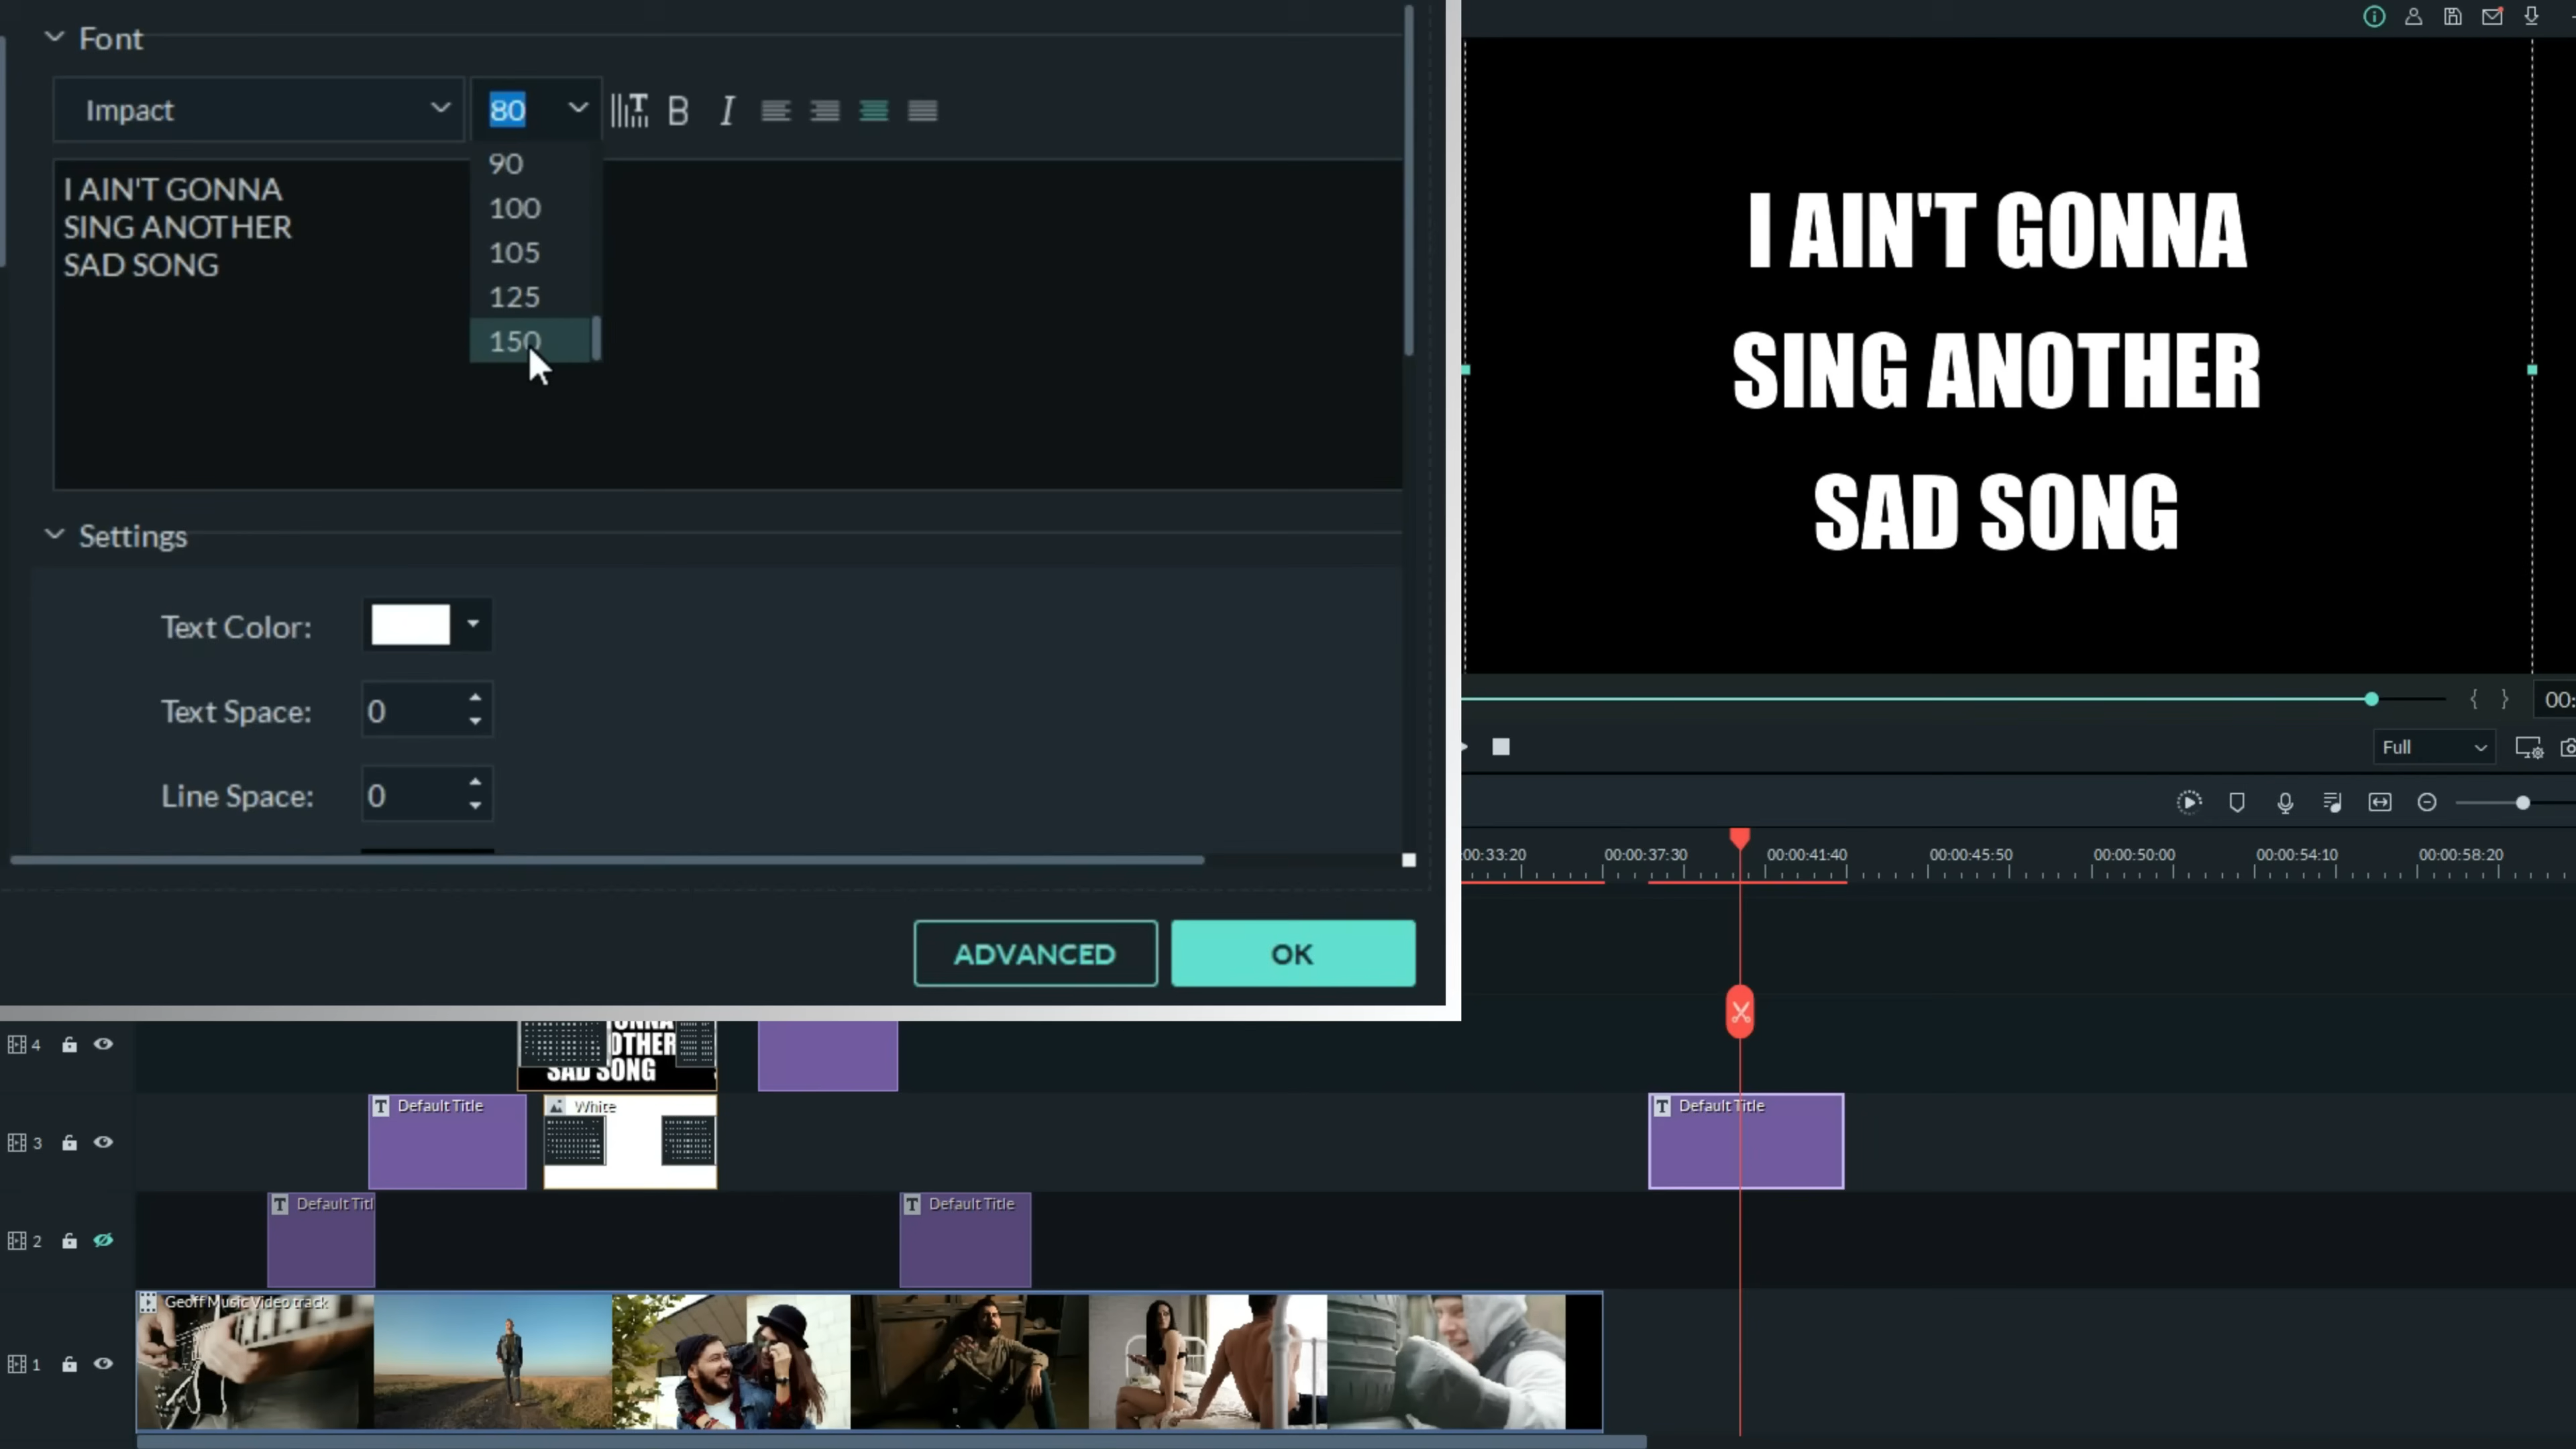 Font
Impact
80
B I
90
100
105
125
150
I AIN'T GONNA
SING ANOTHER
SAD SONG
Settings
Text Color:
Text Space: 0
Line Space: 0
ADVANCED
OK
I AIN'T GONNA
SING ANOTHER
SAD SONG
{ }
00:
Full
00:00:33:20
00:00:37:30
00:00:41:40
00:00:45:50
00:00:50:00
00:00:54:10
00:00:58:20
4
OTHER
SAD SONG
3
T Default Title
White
T Default Title
2
T Default Titl
T Default Title
1
Geoff Music Video track